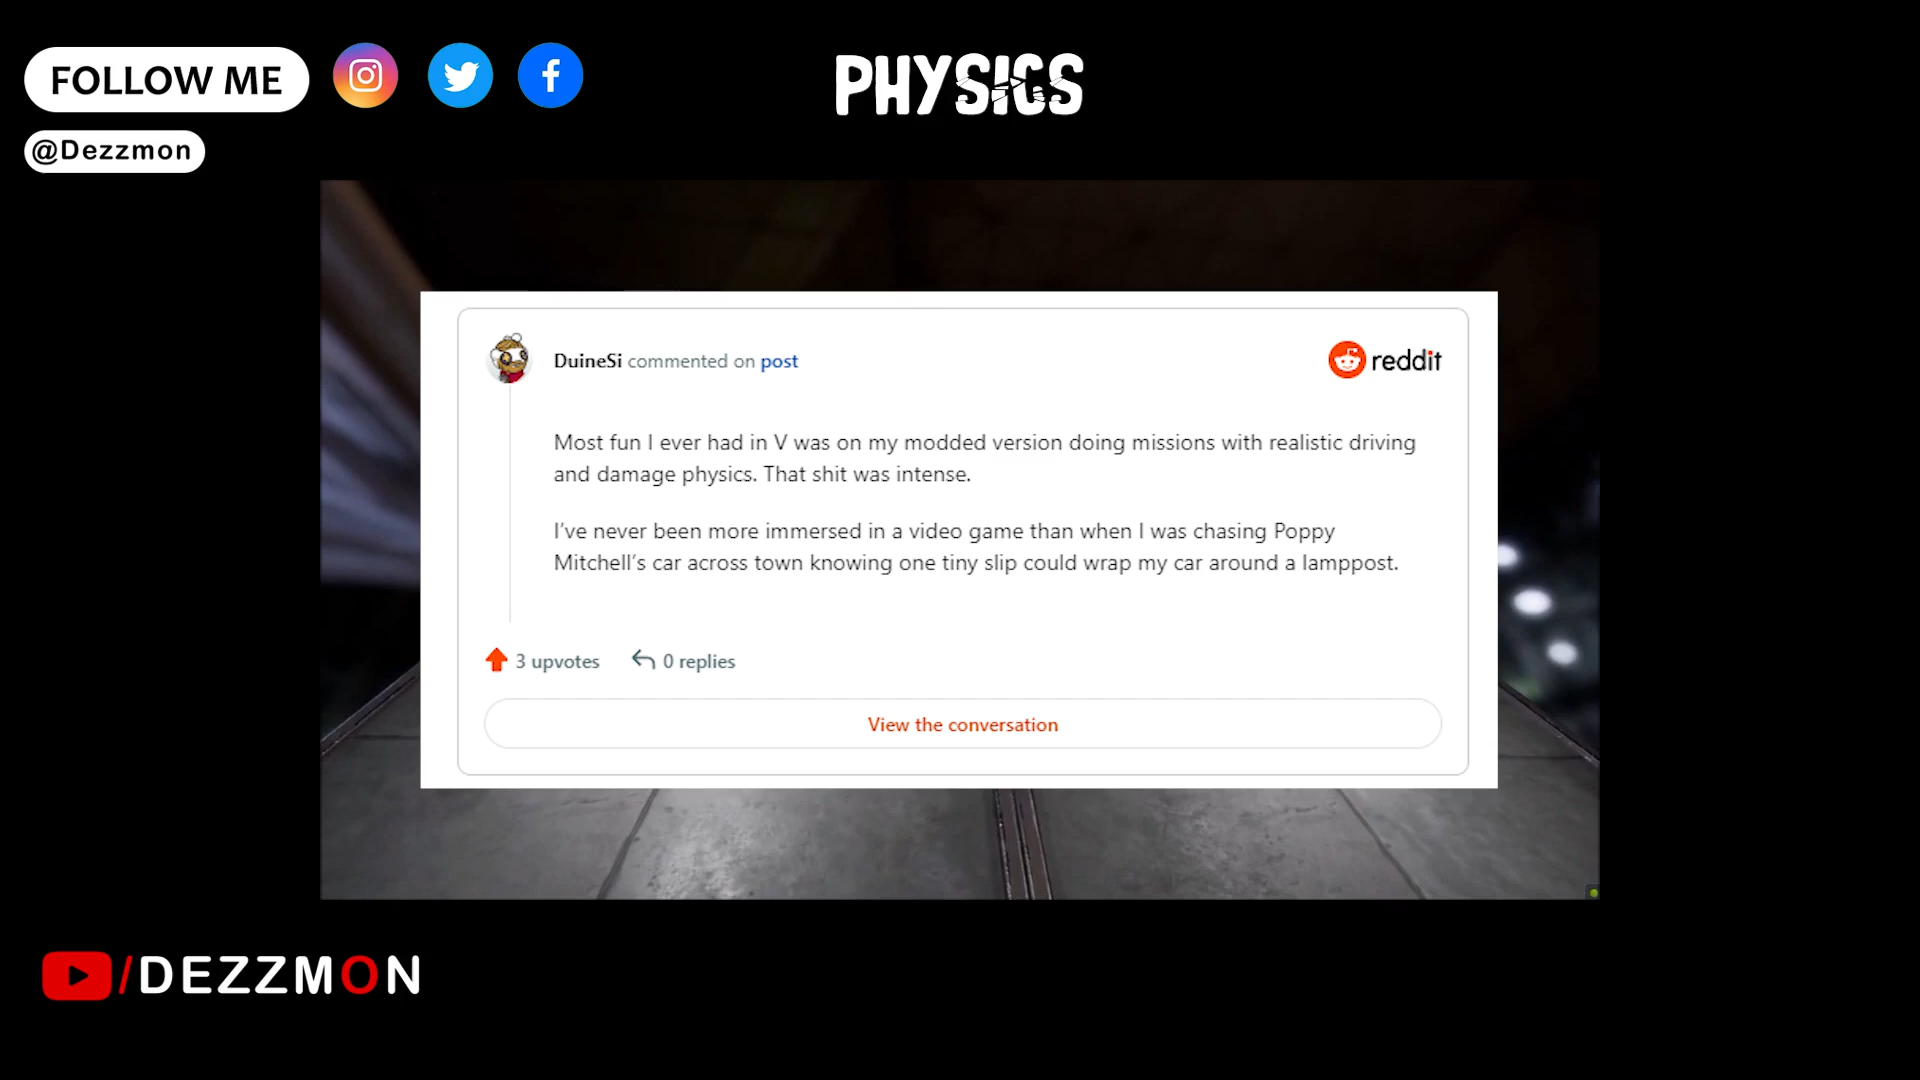 FOLLOW ME
@Dezzmon
PHYSICS
DuineSi commented on post
reddit
Most fun I ever had in V was on my modded version doing missions with realistic driving
and damage physics. That shit was intense.
I've never been more immersed in a video game than when I was chasing Poppy
Mitchell's car across town knowing one tiny slip could wrap my car around a lamppost.
3 upvotes 0 replies
View the conversation
/DEZZMON